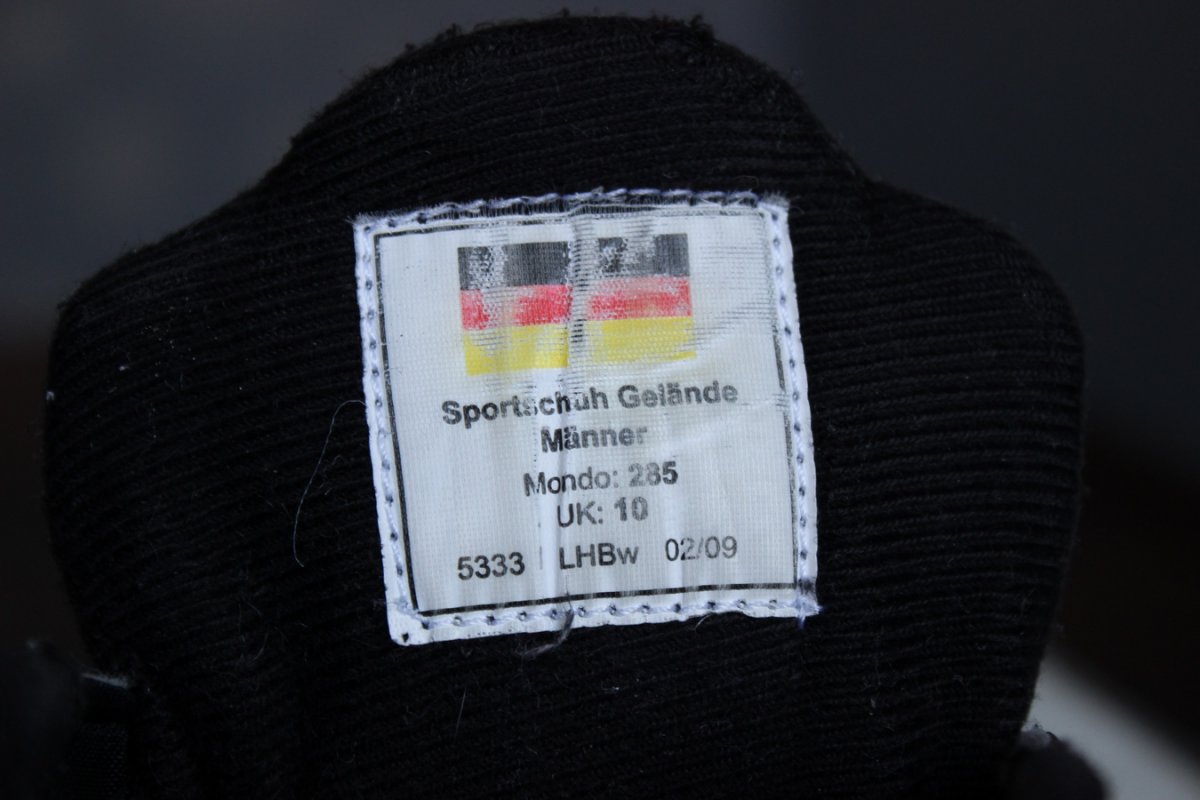 Sportschuh Gelände
Männer
Mondo: 285
UK: 10
5333 LHBw 02/09